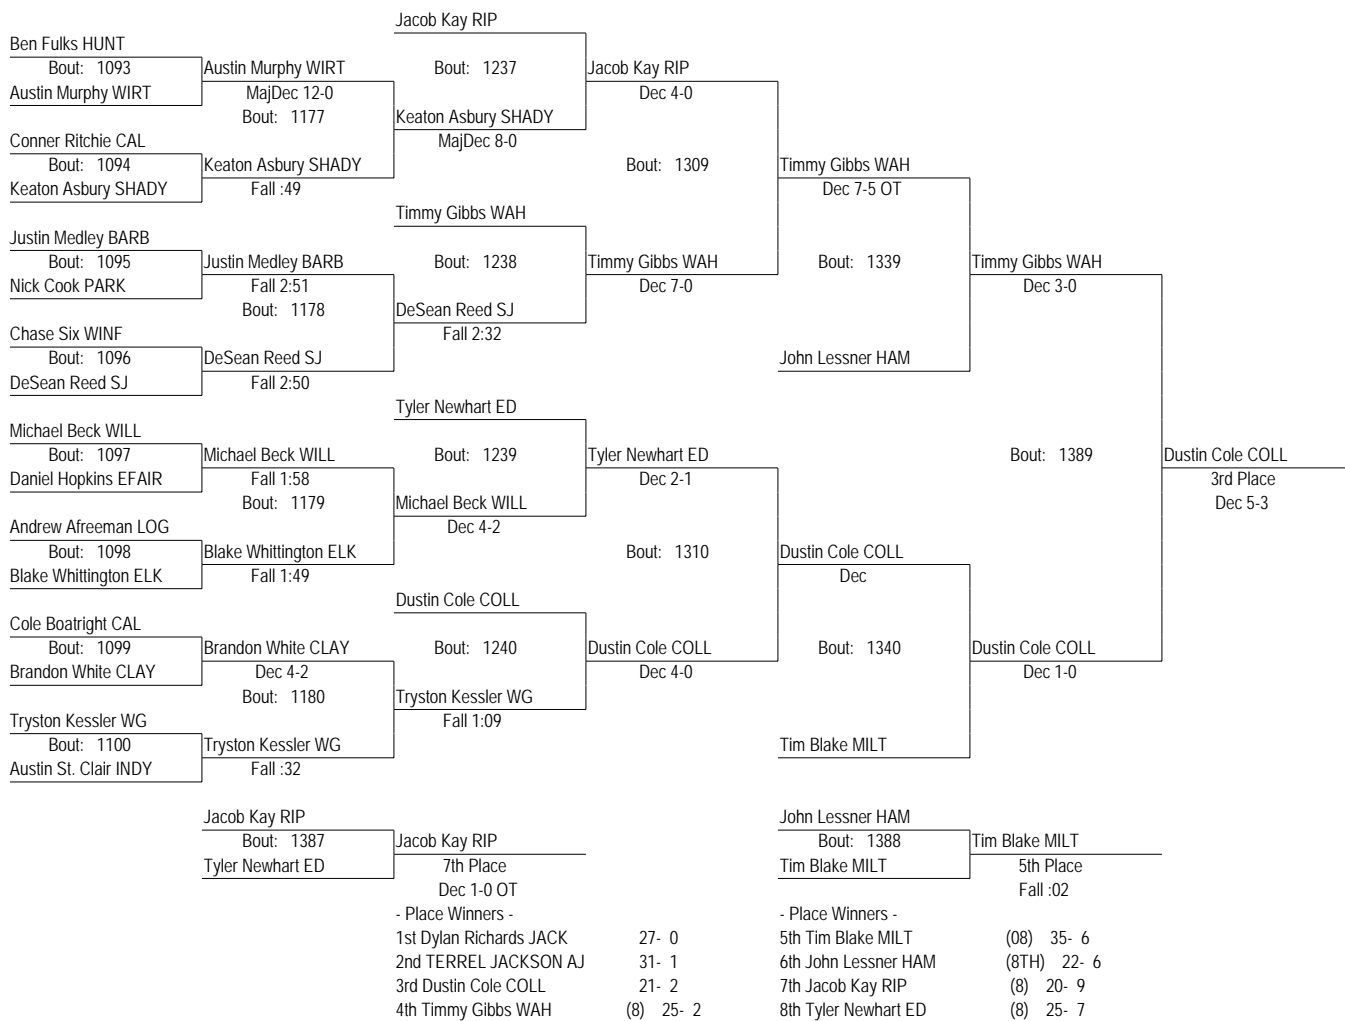 Jacob Kay RIP
Ben Fulks HUNT
Bout: 1093 Austin Murphy WIRT Bout: 1237 Jacob Kay RIP
Austin Murphy WIRT MajDec 12-0 Dec 4-0
Bout: 1177 Keaton Asbury SHADY
Conner Ritchie CAL MajDec 8-0
Bout: 1094 Keaton Asbury SHADY Bout: 1309 Timmy Gibbs WAH
Keaton Asbury SHADY Fall :49 Dec 7-5 OT
Timmy Gibbs WAH
Justin Medley BARB
Bout: 1095 Justin Medley BARB Bout: 1238 Timmy Gibbs WAH Bout: 1339 Timmy Gibbs WAH
Nick Cook PARK Fall 2:51 Dec 7-0 Dec 3-0
Bout: 1178 DeSean Reed SJ
Chase Six WINF Fall 2:32
Bout: 1096 DeSean Reed SJ John Lessner HAM
DeSean Reed SJ Fall 2:50
Tyler Newhart ED
Michael Beck WILL
Bout: 1097 Michael Beck WILL Bout: 1239 Tyler Newhart ED Bout: 1389 Dustin Cole COLL
Daniel Hopkins EFAIR Fall 1:58 Dec 2-1 3rd Place
Bout: 1179 Michael Beck WILL Dec 5-3
Andrew Afreeman LOG Dec 4-2
Bout: 1098 Blake Whittington ELK Bout: 1310 Dustin Cole COLL
Blake Whittington ELK Fall 1:49 Dec
Dustin Cole COLL
Cole Boatright CAL
Bout: 1099 Brandon White CLAY Bout: 1240 Dustin Cole COLL Bout: 1340 Dustin Cole COLL
Brandon White CLAY Dec 4-2 Dec 4-0 Dec 1-0
Bout: 1180 Tryston Kessler WG
Tryston Kessler WG Fall 1:09
Bout: 1100 Tryston Kessler WG Tim Blake MILT
Austin St. Clair INDY Fall :32
Jacob Kay RIP John Lessner HAM
Bout: 1387 Jacob Kay RIP Bout: 1388 Tim Blake MILT
Tyler Newhart ED 7th Place Tim Blake MILT 5th Place
Dec 1-0 OT Fall :02
- Place Winners - - Place Winners -
1st Dylan Richards JACK 27- 0 5th Tim Blake MILT (08) 35- 6
2nd TERREL JACKSON AJ 31- 1 6th John Lessner HAM (8TH) 22- 6
3rd Dustin Cole COLL 21- 2 7th Jacob Kay RIP (8) 20- 9
4th Timmy Gibbs WAH (8) 25- 2 8th Tyler Newhart ED (8) 25- 7